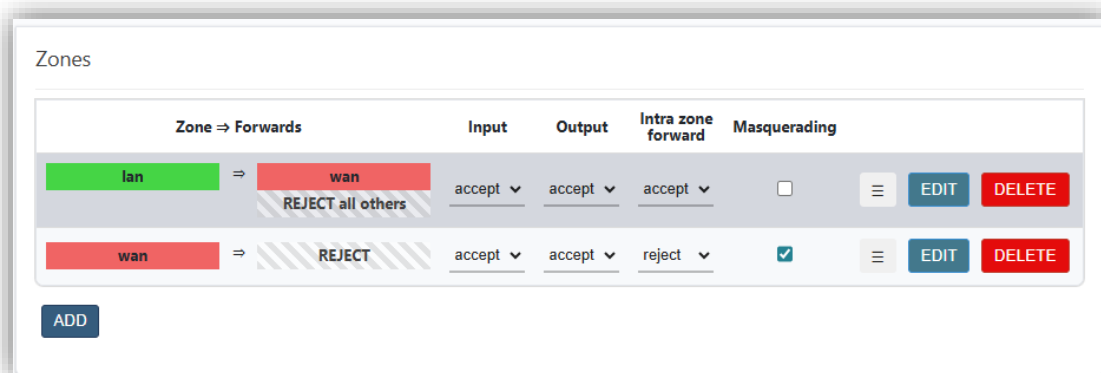 Zones
Zone ⇒ Forwards Input Output Intra zone forward Masquerading
lan ⇒ wan accept accept accept ☰ EDIT DELETE
REJECT all others
wan ⇒ REJECT accept accept reject ☰ EDIT DELETE
ADD